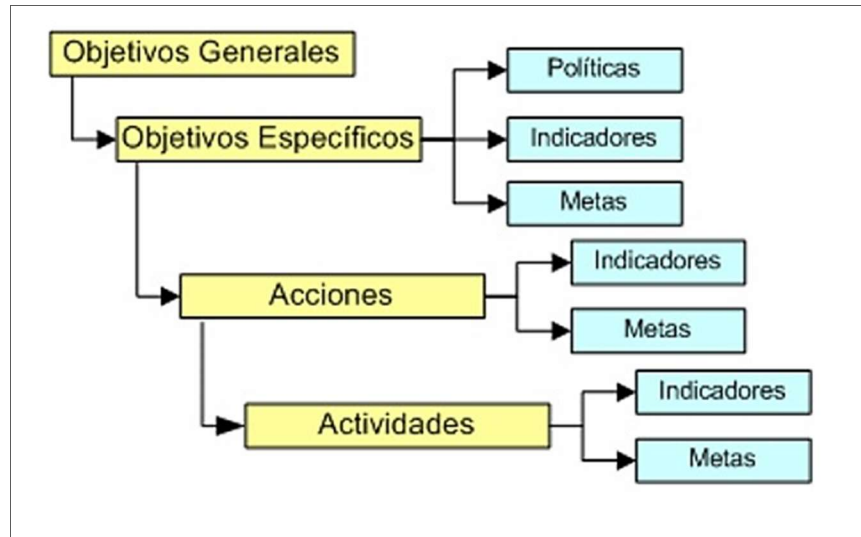 Objetivos Generales
Políticas
Objetivos Específicos
Indicadores
Metas
Indicadores
Acciones
Metas
Indicadores
Actividades
Metas